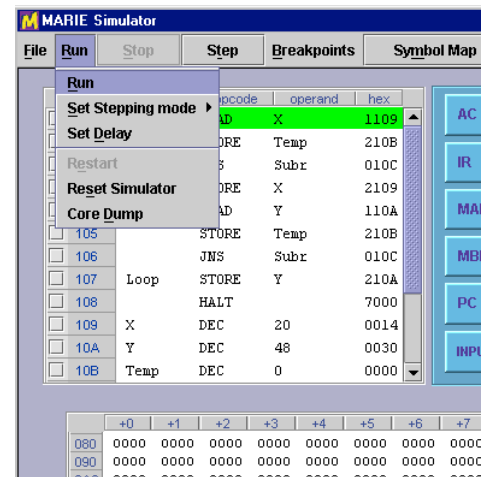 MARIE Simulator
File Run Stop Step Breakpoints Symbol Map
Run
Set Stepping mode
Set Delay
Restart
Reset Simulator
Core Dump
opcode operand hex
X 1109
Temp 210B
Subr 010C
X 2109
Y 110A
105 STORE Temp 210B
106 JNS Subr 010C
107 Loop STORE Y 210A
108 HALT 7000
109 X DEC 20 0014
10A Y DEC 48 0030
10B Temp DEC 0 0000
AC
IR
PC
+0 +1 +2 +3 +4 +5 +6 +7
080 0000 0000 0000 0000 0000 0000 0000 0000
090 0000 0000 0000 0000 0000 0000 0000 0000